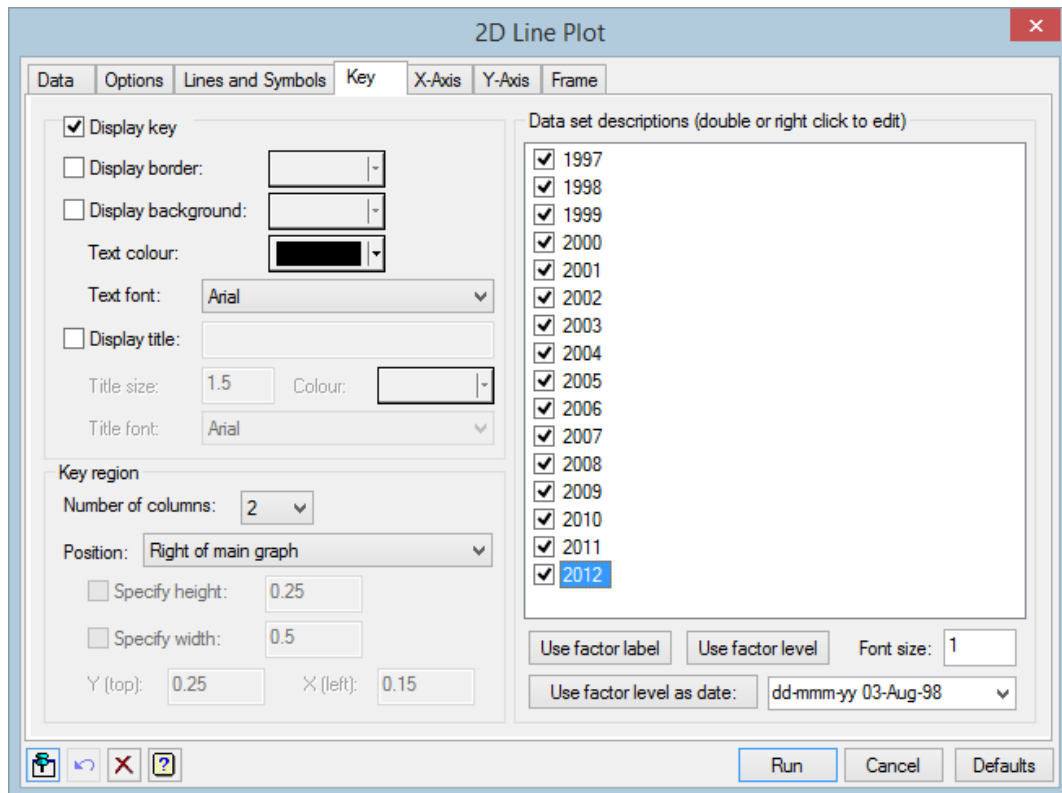 2D Line Plot
Data Options Lines and Symbols Key X-Axis Y-Axis Frame
Display key
Display border:
Display background:
Text colour:
Text font: Arial
Display title:
Title size: 1.5 Colour:
Title font: Arial
Key region
Number of columns: 2
Position: Right of main graph
Specify height: 0.25
Specify width: 0.5
Y (top): 0.25 X (left): 0.15
Data set descriptions (double or right click to edit)
1997
1998
1999
2000
2001
2002
2003
2004
2005
2006
2007
2008
2009
2010
2011
2012
Use factor label Use factor level Font size: 1
Use factor level as date: dd-mmm-yy 03-Aug-98
Run Cancel Defaults